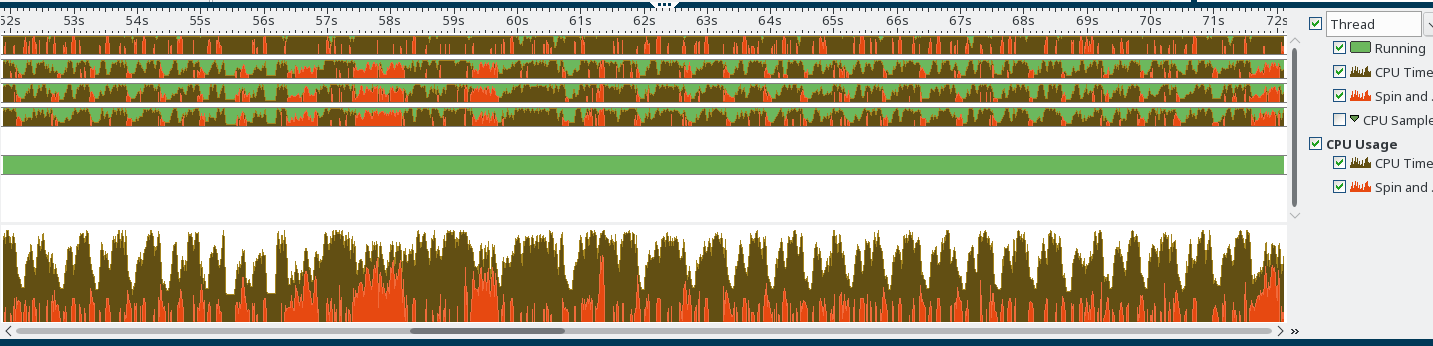 52s 53s 54s 55s 56s 57s 58s 59s 60s 61s 62s 63s 64s 65s 66s 67s 68s 69s 70s 71s 72s
Thread
Running
CPU Time
Spin and
CPU Sample
CPU Usage
CPU Time
Spin and